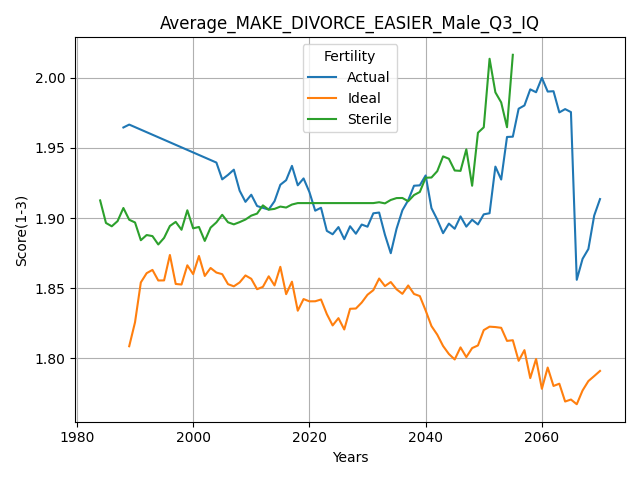 Average_MAKE_DIVORCE_EASIER_Male_Q3_IQ
Fertility
Actual
Ideal
Sterile
Score(1-3)
2.00
1.95
1.90
1.85
1.80
1980
2000
2020
2040
2060
Years